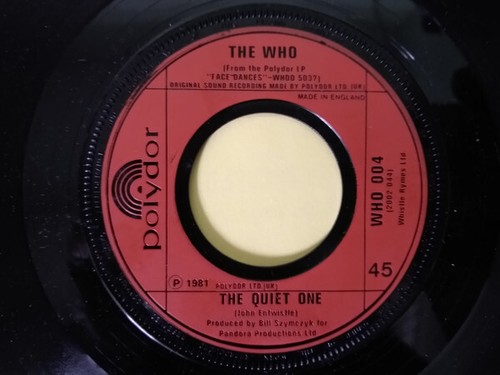 THE WHO
(From the Polydor LP
"FACE DANCES"-WHOD 5037)
ORIGINAL SOUND RECORDING MADE BY POLYDOR LTD.(UK)
MADE IN ENGLAND
polydor
WHO 004
(2002 044)
Whistle Rymes Ltd
45
P 1981 POLYDOR LTD.(UK)
THE QUIET ONE
(John Entwistle)
Produced by Bill Szymczyk for
Pandora Productions Ltd